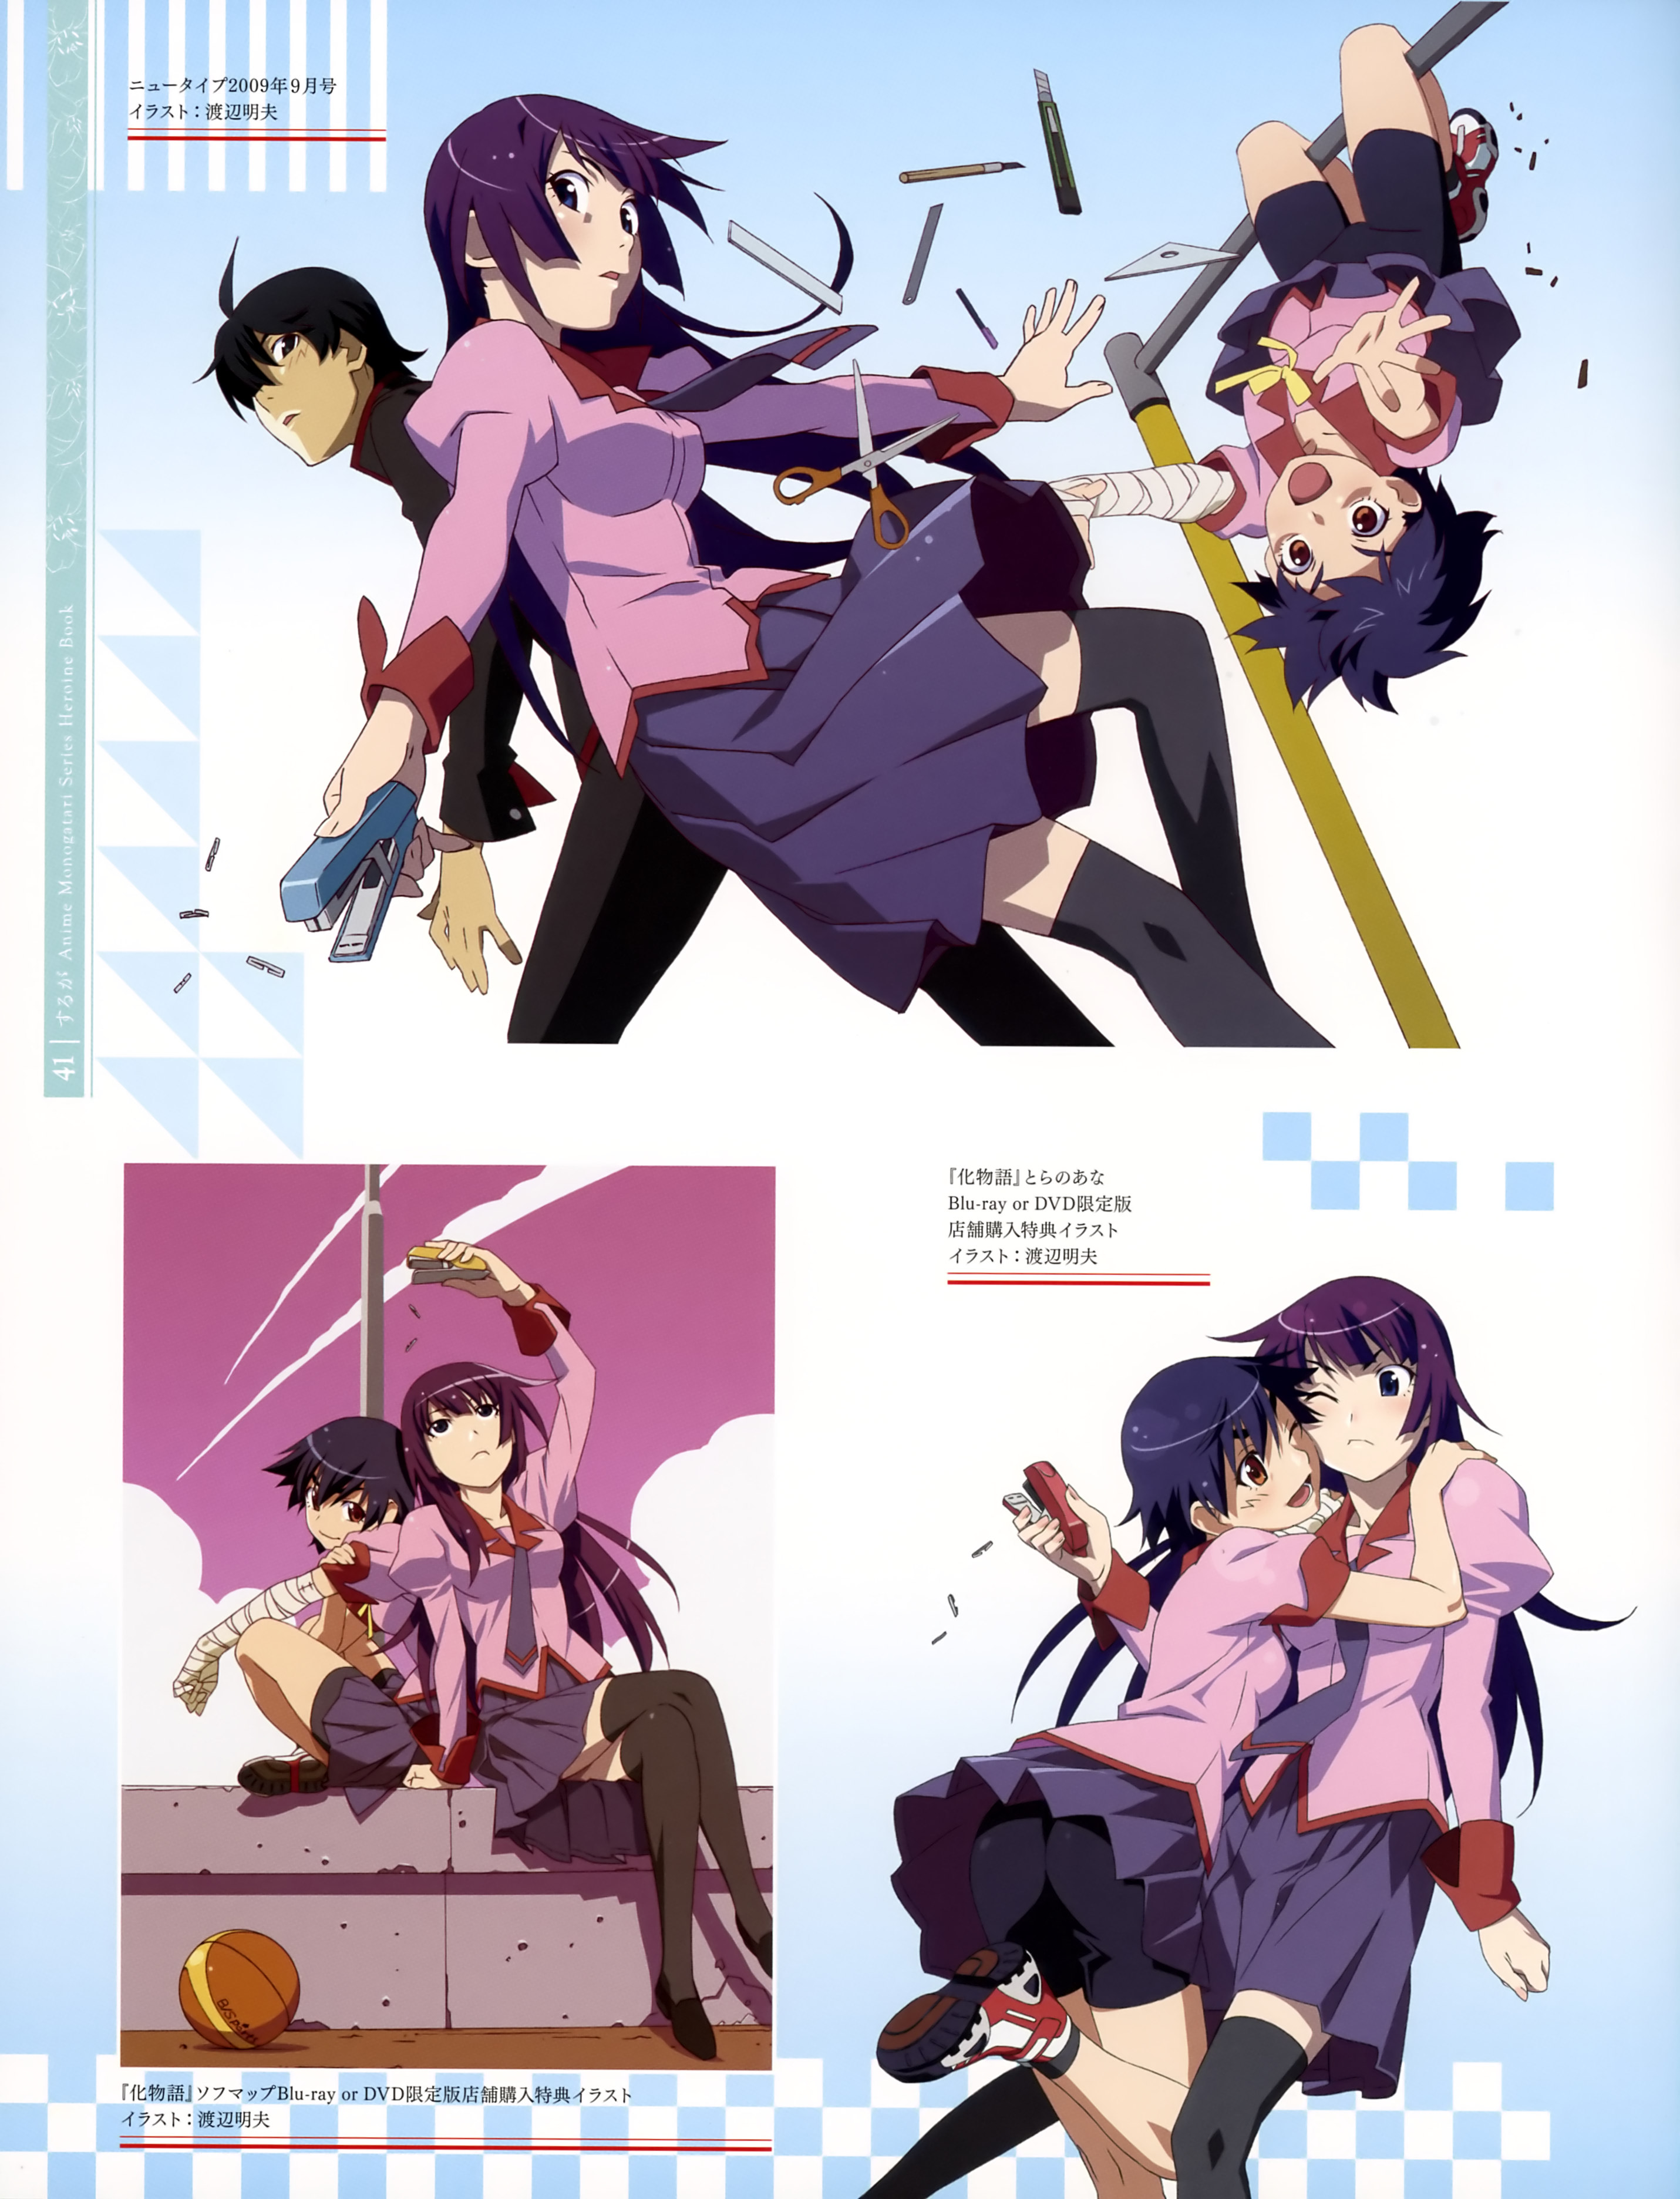 ニュータイプ2009年9月号
イラスト：渡辺明夫
41 | するが Anime Monogatari Series Heroine Book
『化物語』とらのあな
Blu-ray or DVD限定版
店舗購入特典イラスト
イラスト：渡辺明夫
B/Sports
『化物語』ソフマップBlu-ray or DVD限定版店舗購入特典イラスト
イラスト：渡辺明夫